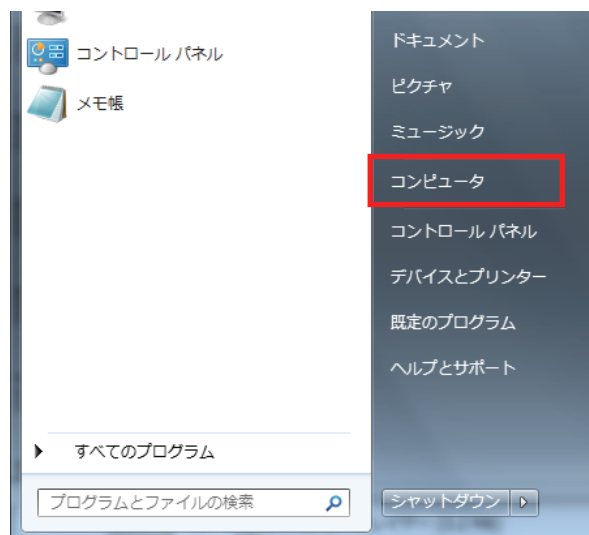 コントロール パネル
メモ帳
すべてのプログラム
プログラムとファイルの検索
ドキュメント
ピクチャ
ミュージック
コンピュータ
コントロール パネル
デバイスとプリンター
既定のプログラム
ヘルプとサポート
シャットダウン